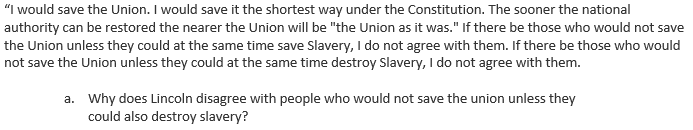 “I would save the Union. I would save it the shortest way under the Constitution. The sooner the national
authority can be restored the nearer the Union will be "the Union as it was." If there be those who would not save
the Union unless they could at the same time save Slavery, I do not agree with them. If there be those who would
not save the Union unless they could at the same time destroy Slavery, I do not agree with them.
a. Why does Lincoln disagree with people who would not save the union unless they
could also destroy slavery?